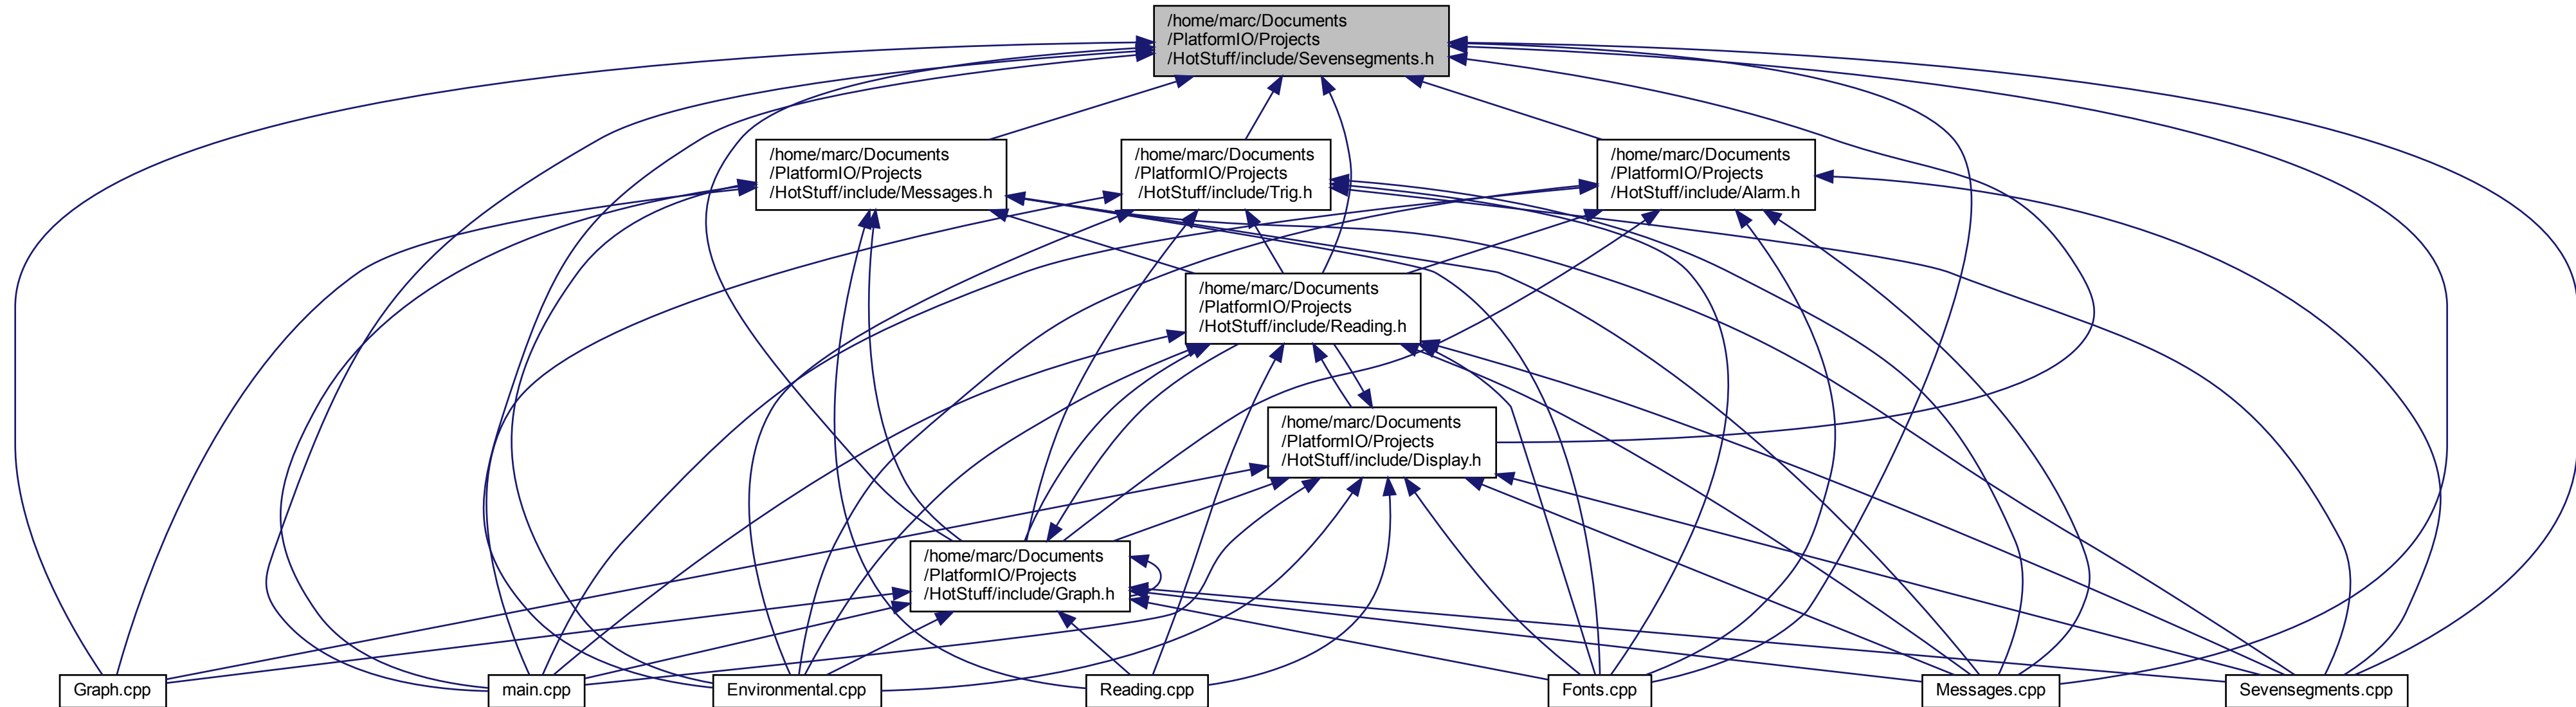 /home/marc/Documents
/PlatformIO/Projects
/HotStuff/include/Sevensegments.h
/home/marc/Documents
/PlatformIO/Projects
/HotStuff/include/Messages.h
/home/marc/Documents
/PlatformIO/Projects
/HotStuff/include/Trig.h
/home/marc/Documents
/PlatformIO/Projects
/HotStuff/include/Alarm.h
/home/marc/Documents
/PlatformIO/Projects
/HotStuff/include/Reading.h
/home/marc/Documents
/PlatformIO/Projects
/HotStuff/include/Display.h
/home/marc/Documents
/PlatformIO/Projects
/HotStuff/include/Graph.h
Graph.cpp
main.cpp
Environmental.cpp
Reading.cpp
Fonts.cpp
Messages.cpp
Sevensegments.cpp